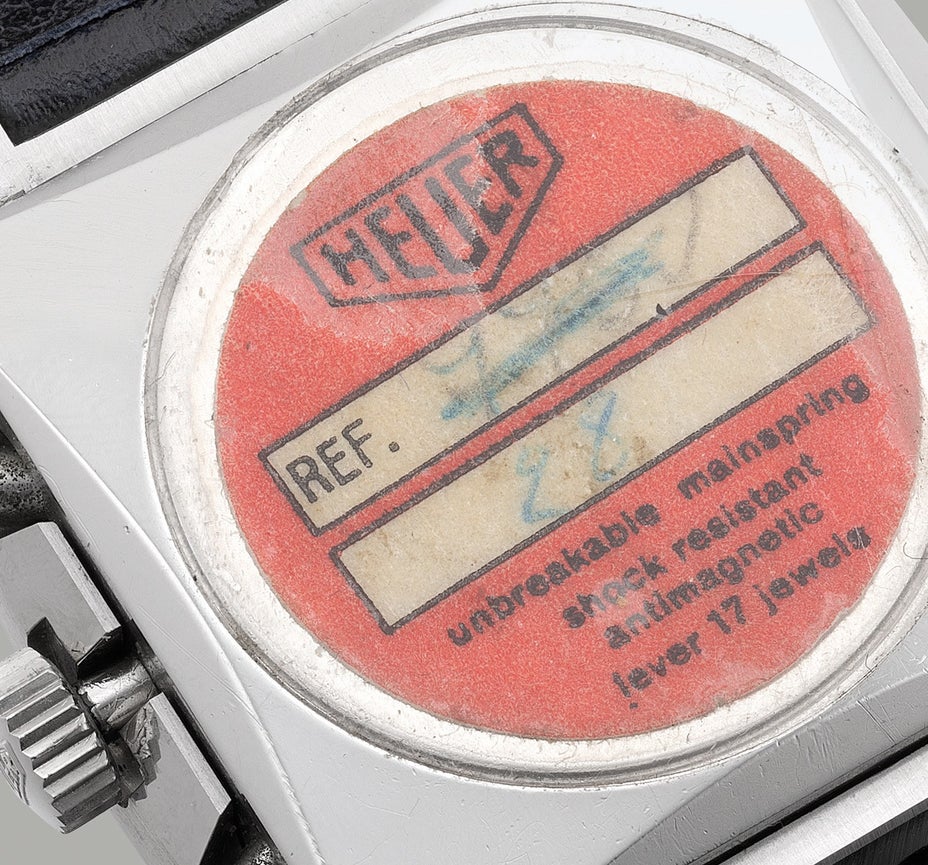 HEUER
REF.
unbreakable mainspring
shock resistant
antimagnetic
lever 17 jewels